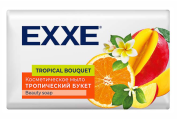 EXXE
TROPICAL BOUQUET
Косметическое мыло
ТРОПИЧЕСКИЙ БУКЕТ
Beauty soap